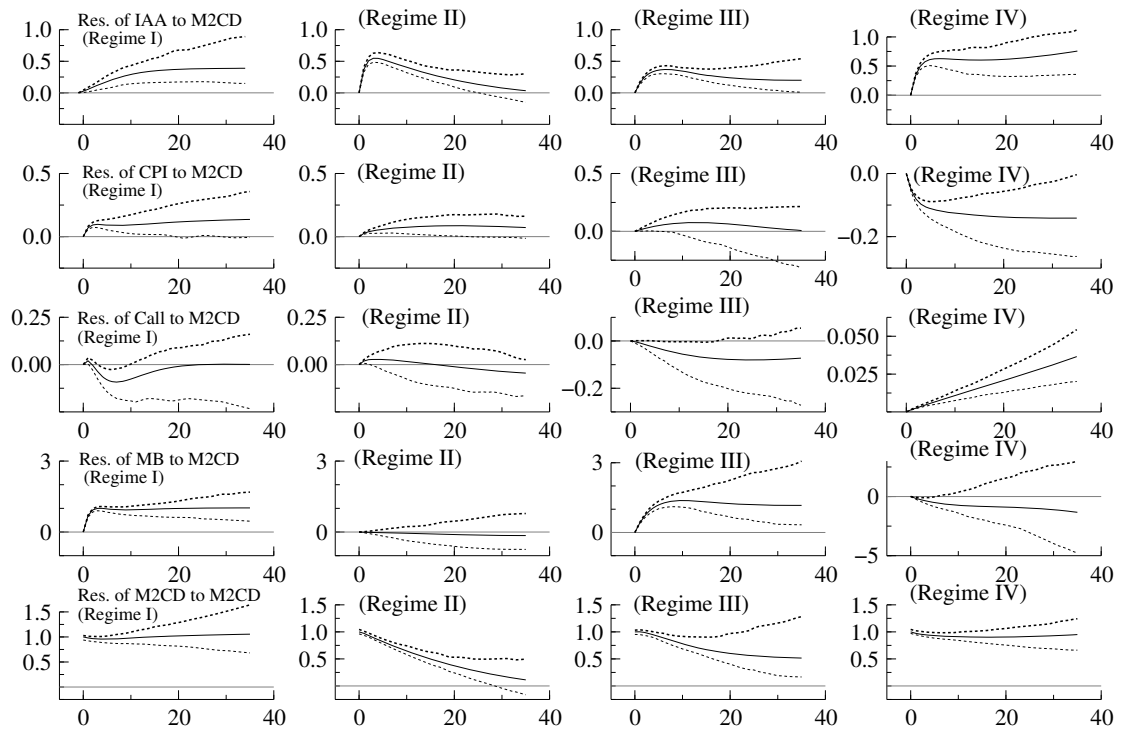 Res. of IAA to M2CD
(Regime I)
(Regime II)
(Regime III)
(Regime IV)
1.0
0.5
0.0
0 20 40
1.0
0.5
0.0
0 20 40
1.0
0.5
0.0
0 20 40
1.0
0.5
0.0
0 20 40
Res. of CPI to M2CD
(Regime I)
(Regime II)
(Regime III)
(Regime IV)
0.5
0.0
0 20 40
0.5
0.0
0 20 40
0.5
0.0
0 20 40
0.0
−0.2
0 20 40
Res. of Call to M2CD
(Regime I)
(Regime II)
(Regime III)
(Regime IV)
0.25
0.00
0 20 40
0.25
0.00
0 20 40
0.0
−0.2
0 20 40
0.050
0.025
0 20 40
Res. of MB to M2CD
(Regime I)
(Regime II)
(Regime III)
(Regime IV)
3
0
0 20 40
3
0
0 20 40
3
0
0 20 40
0
−5
0 20 40
Res. of M2CD to M2CD
(Regime I)
(Regime II)
(Regime III)
(Regime IV)
1.5
1.0
0.5
0 20 40
1.5
1.0
0.5
0 20 40
1.5
1.0
0.5
0 20 40
1.5
1.0
0.5
0 20 40